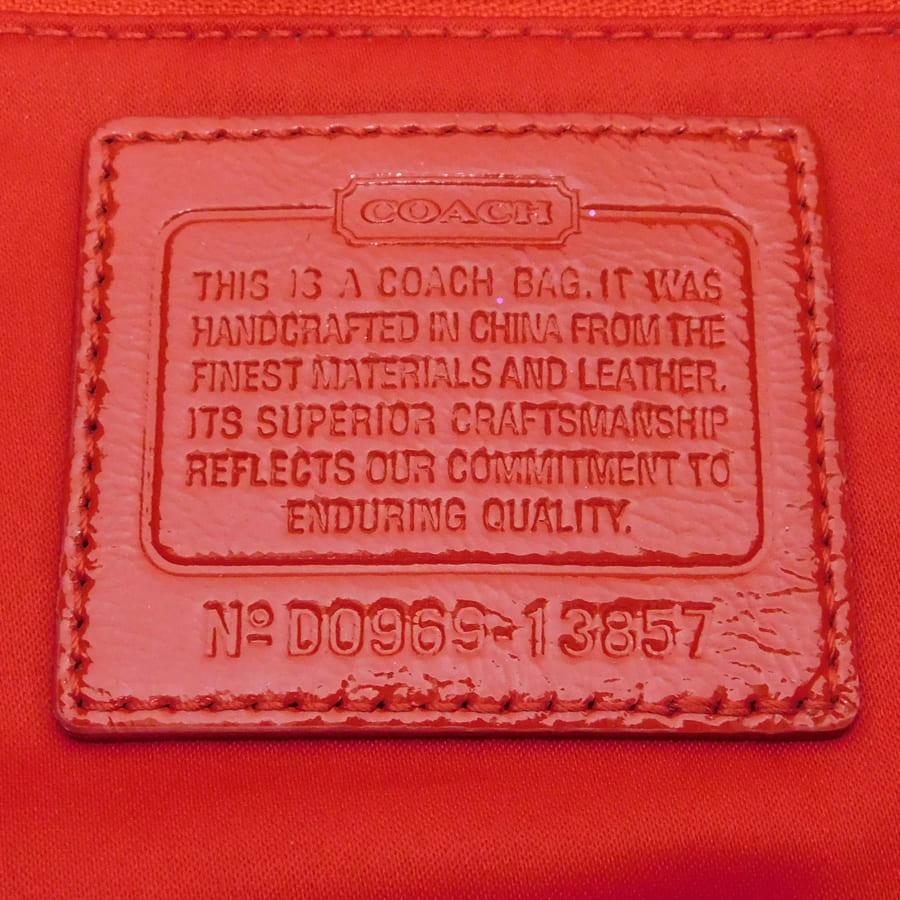 COACH
THIS IS A COACH BAG. IT WAS
HANDCRAFTED IN CHINA FROM THE
FINEST MATERIALS AND LEATHER.
ITS SUPERIOR CRAFTSMANSHIP
REFLECTS OUR COMMITMENT TO
ENDURING QUALITY.
Nº D0969-13857